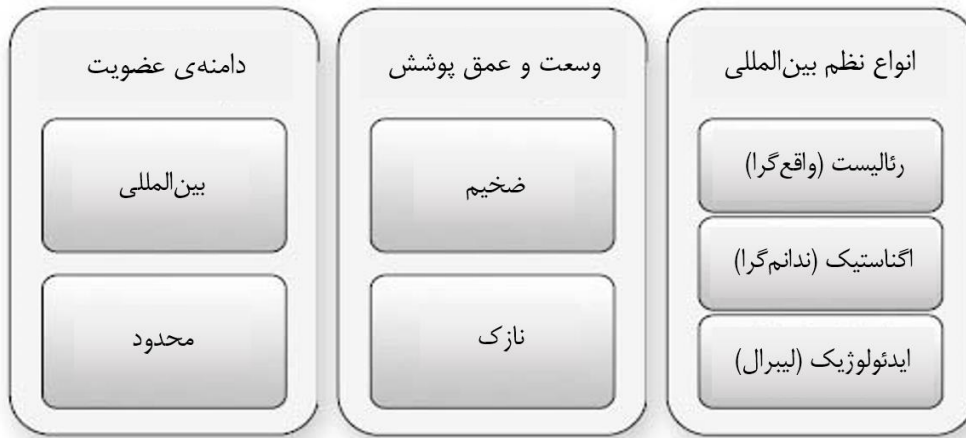 انواع نظم بین‌المللی
رئالیست (واقع‌گرا)
اگناستیک (ندانم‌گرا)
ایدئولوژیک (لیبرال)
وسعت و عمق پوشش
ضخیم
نازک
دامنه‌ی عضویت
بین‌المللی
محدود